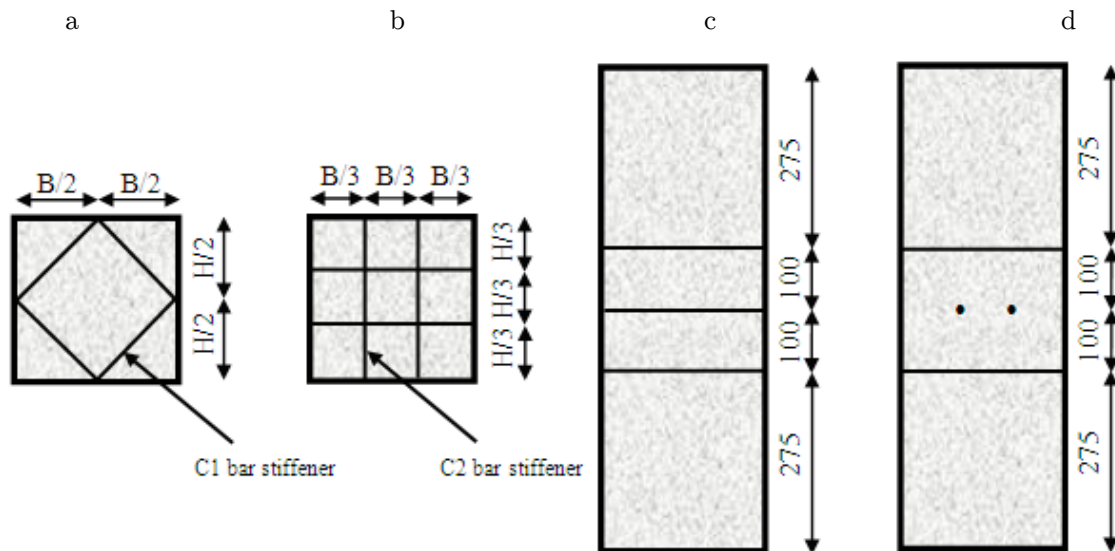 a
b
c
d
B/2 B/2
H/2
H/2
C1 bar stiffener
B/3 B/3 B/3
H/3
H/3
H/3
C2 bar stiffener
275
100
100
275
275
100
100
275